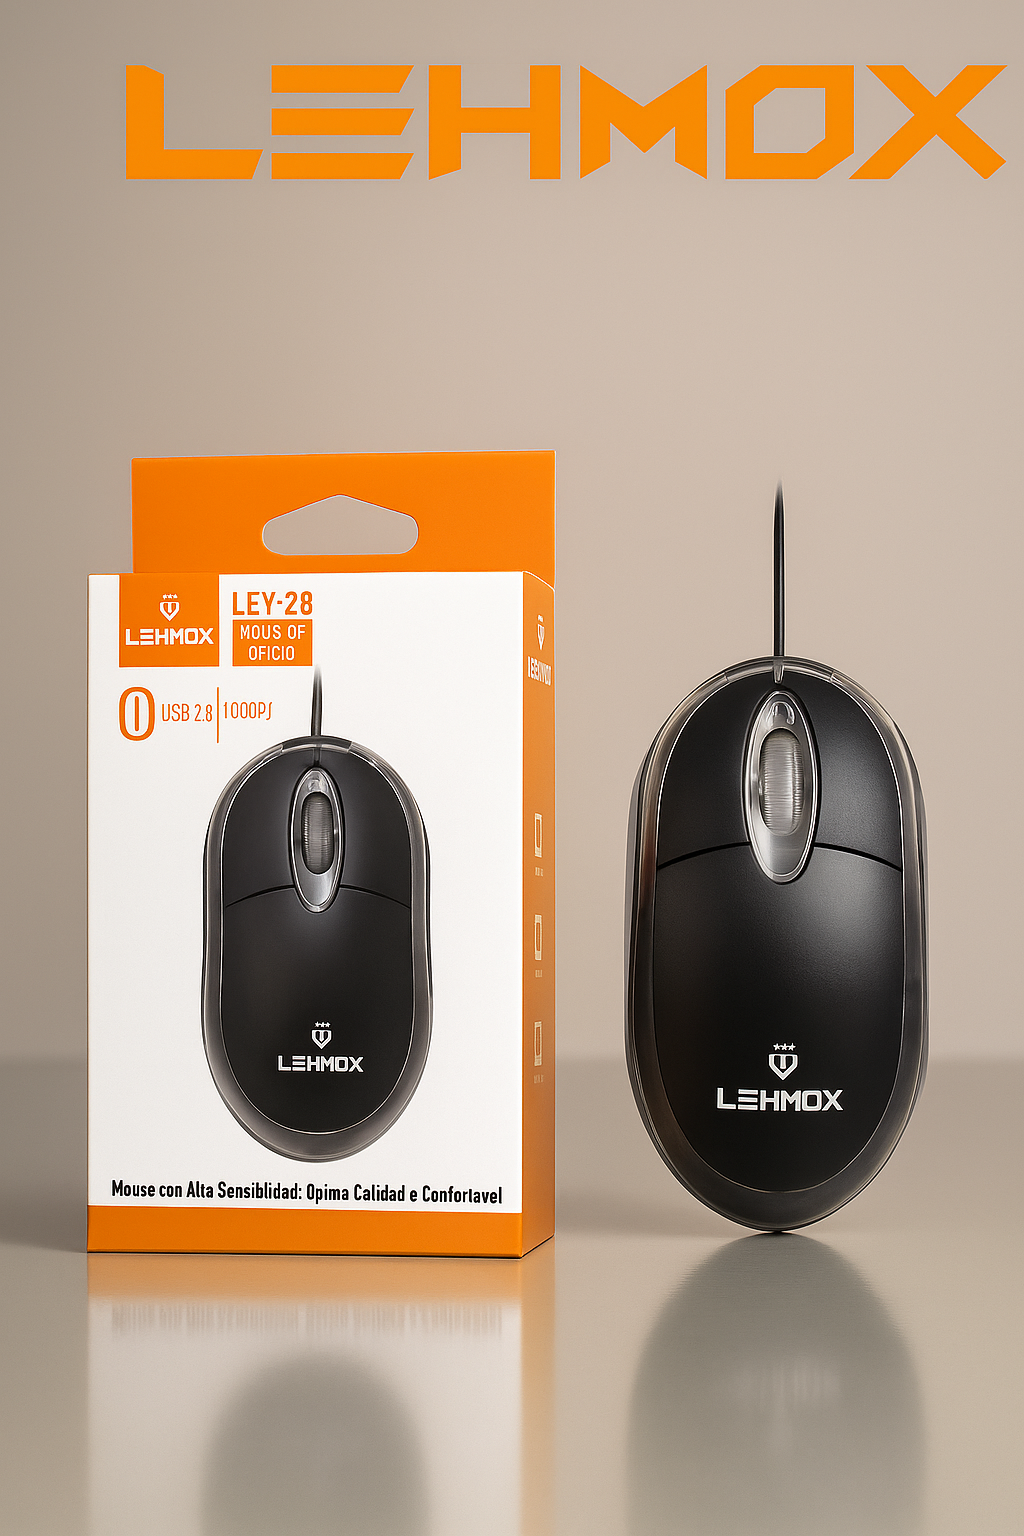 LEHMOX
LEHMOX
LEY-28
MOUS OF
OFICIO
0 USB 2.8 | 1000PJ
LEHMOX
Mouse con Alta Sensiblidad: Opima Calidad e Confortavel
LEHMOX